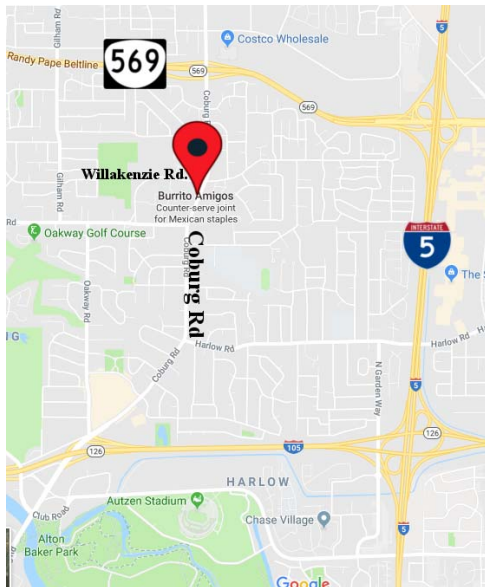 Gilham Rd
5
Costco Wholesale
Randy Pape Beltline
569
569
Coburg R
569
Willakenzie Rd.
Burrito Amigos
Counter-serve joint
for Mexican staples
Gilham Rd
Rd
Oakway Golf Course
Coburg Rd
Coburg Rd
INTERSTATE
5
The S
Oakway Rd
NG
Harlow Rd
Harlow Rd
Coburg Rd
N Garden Way
5
126
105
126
HARLOW
Autzen Stadium
Club Road
Chase Village
5
Alton
Baker Park
Google